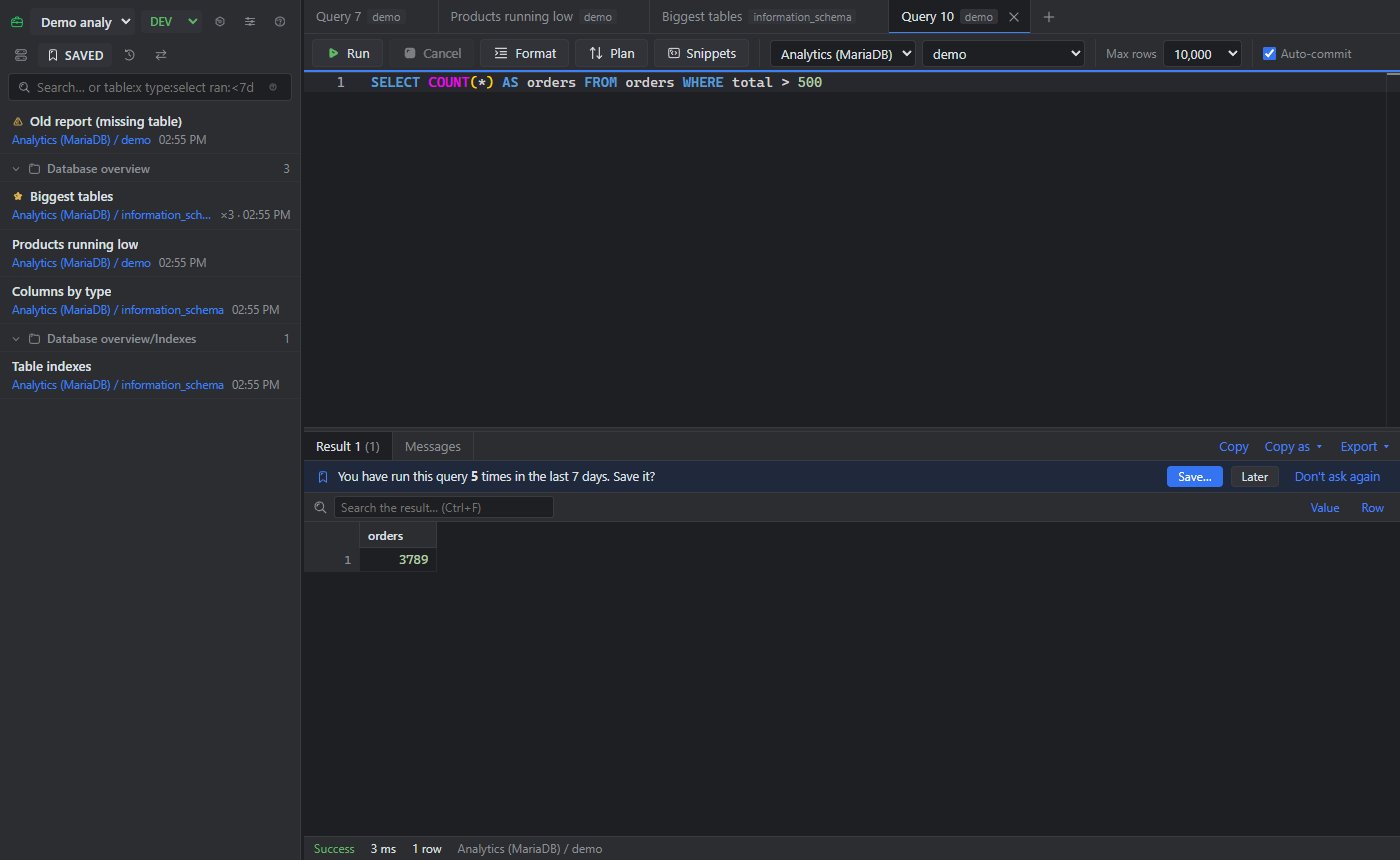 Demo analy DEV
SAVED
Search... or table:x type:select ran:<7d
Old report (missing table)
Analytics (MariaDB) / demo 02:55 PM
Database overview 3
Biggest tables
Analytics (MariaDB) / information_sch... ×3 · 02:55 PM
Products running low
Analytics (MariaDB) / demo 02:55 PM
Columns by type
Analytics (MariaDB) / information_schema 02:55 PM
Database overview/Indexes 1
Table indexes
Analytics (MariaDB) / information_schema 02:55 PM
Query 7 demo Products running low demo Biggest tables information_schema Query 10 demo
Run Cancel Format Plan Snippets Analytics (MariaDB) demo Max rows 10,000 Auto-commit
1 SELECT COUNT(*) AS orders FROM orders WHERE total > 500
Result 1 (1) Messages Copy Copy as Export
You have run this query 5 times in the last 7 days. Save it? Save... Later Don't ask again
Search the result... (Ctrl+F) Value Row
orders
1 3789
Success 3 ms 1 row Analytics (MariaDB) / demo